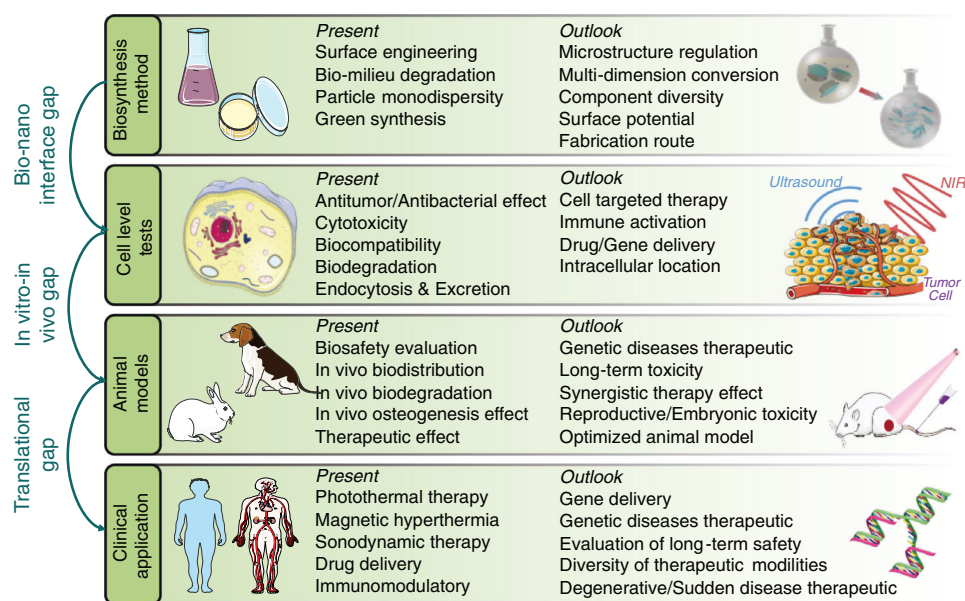 Bio-nano
interface gap
In vitro-in
vivo gap
Translational
gap
Biosynthesis
method
Present
Surface engineering
Bio-milieu degradation
Particle monodispersity
Green synthesis
Outlook
Microstructure regulation
Multi-dimension conversion
Component diversity
Surface potential
Fabrication route
Cell level
tests
Present
Antitumor/Antibacterial effect
Cytotoxicity
Biocompatibility
Biodegradation
Endocytosis & Excretion
Outlook
Cell targeted therapy
Immune activation
Drug/Gene delivery
Intracellular location
Ultrasound
NIR
Tumor
Cell
Animal
models
Present
Biosafety evaluation
In vivo biodistribution
In vivo biodegradation
In vivo osteogenesis effect
Therapeutic effect
Outlook
Genetic diseases therapeutic
Long-term toxicity
Synergistic therapy effect
Reproductive/Embryonic toxicity
Optimized animal model
Clinical
application
Present
Photothermal therapy
Magnetic hyperthermia
Sonodynamic therapy
Drug delivery
Immunomodulatory
Outlook
Gene delivery
Genetic diseases therapeutic
Evaluation of long-term safety
Diversity of therapeutic modilities
Degenerative/Sudden disease therapeutic